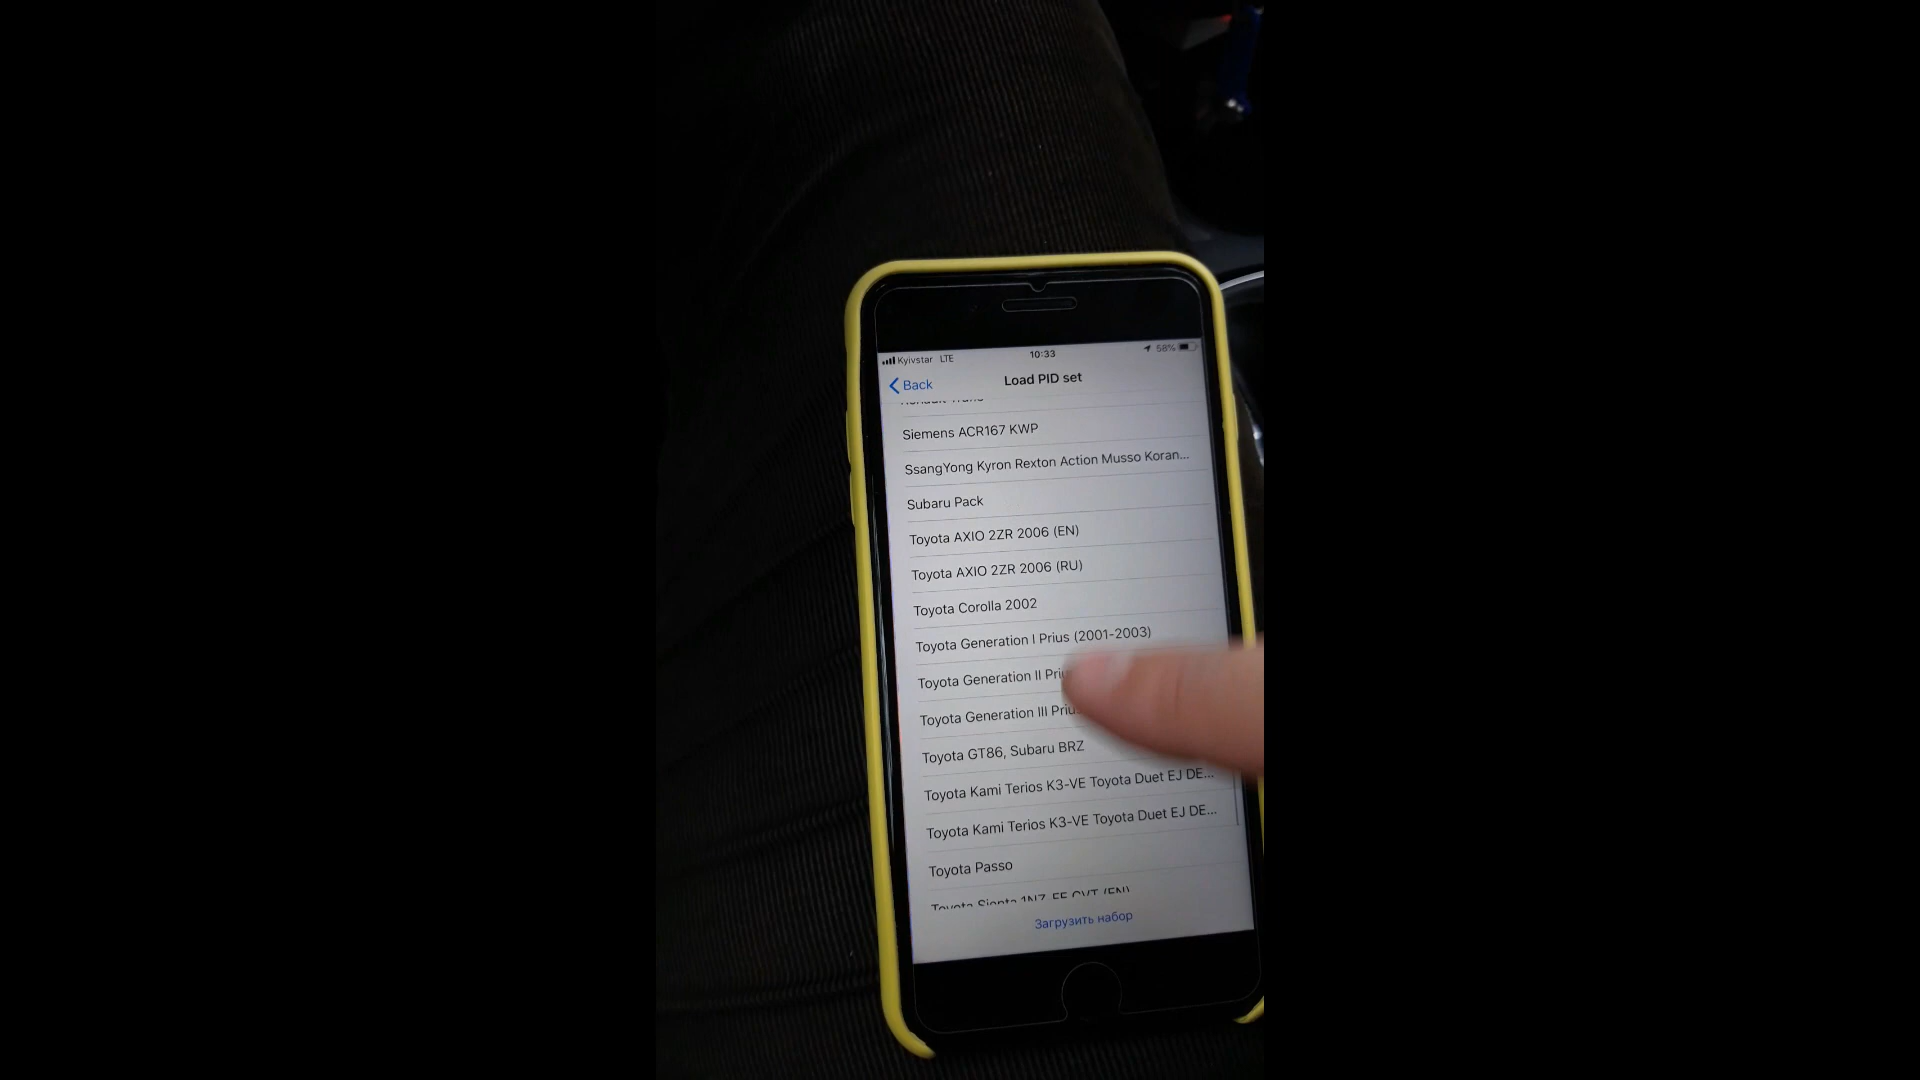 Kyivstar LTE 10:33 58%
Back Load PID set
Siemens ACR167 KWP
SsangYong Kyron Rexton Action Musso Koran...
Subaru Pack
Toyota AXIO 2ZR 2006 (EN)
Toyota AXIO 2ZR 2006 (RU)
Toyota Corolla 2002
Toyota Generation I Prius (2001-2003)
Toyota Generation II
Toyota Generation III
Toyota GT86, Subaru BRZ
Toyota Kami Terios K3-VE Toyota Duet EJ DE...
Toyota Kami Terios K3-VE Toyota Duet EJ DE...
Toyota Passo
Toyota Sienta 1NZ-FE CVT (EN)
Загрузить набор